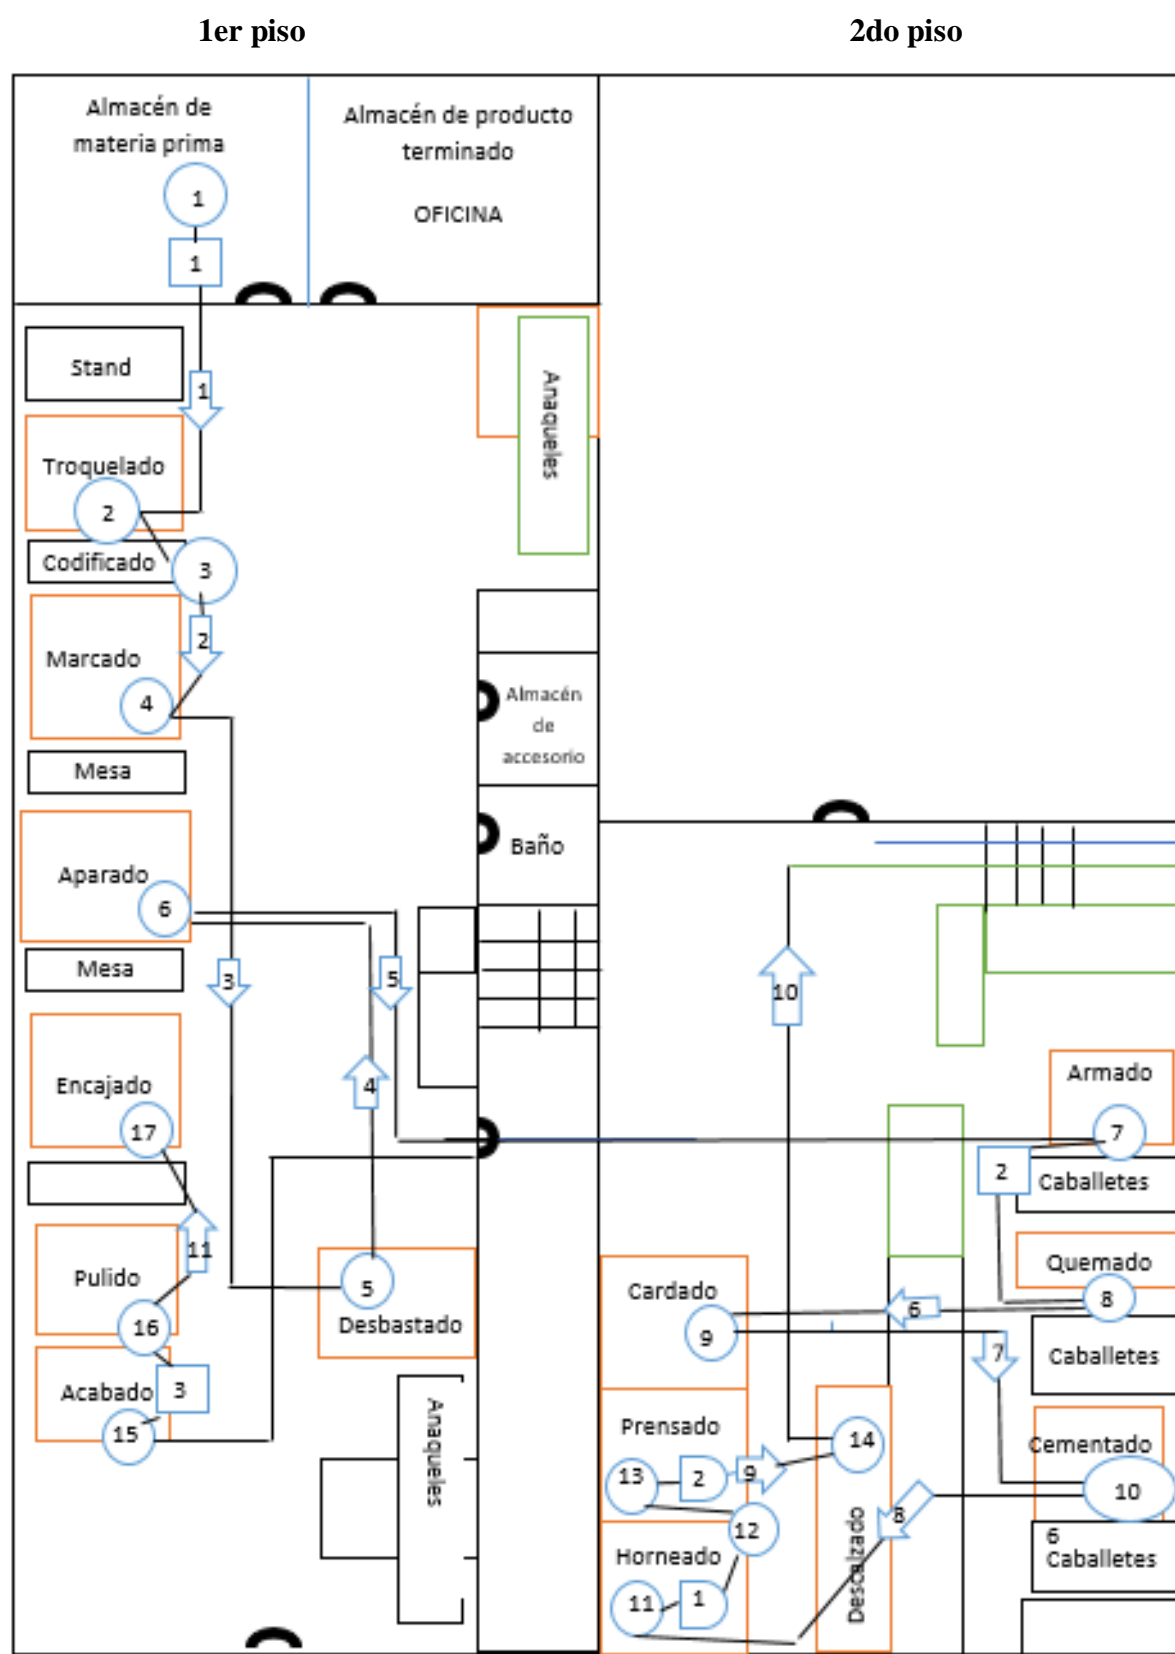 1er piso
2do piso
Almacén de
materia prima
1
1
Almacén de producto
terminado
OFICINA
Stand
1
Troquelado
2
Codificado
3
Marcado
2
4
Mesa
Aparado
6
Mesa
3
5
4
Encajado
17
11
Pulido
16
Acabado
3
15
5
Desbastado
Anaqueles
Almacén
de
accesorio
Baño
Anaqueles
10
Armado
7
2
Caballetes
Quemado
8
6
Cardado
9
7
Caballetes
Prensado
13
2
9
14
12
Cementado
10
8
Horneado
11
1
Descalzado
6
Caballetes